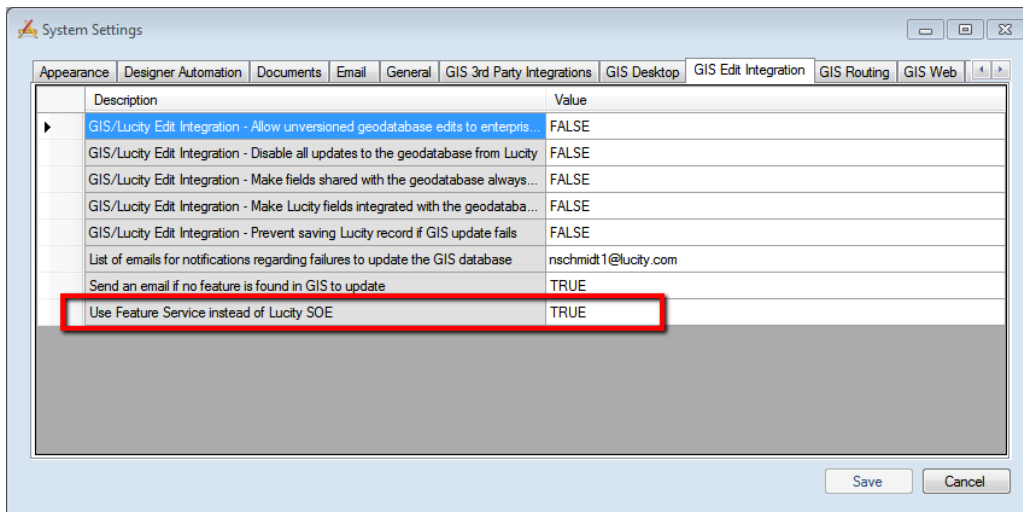 System Settings
Appearance Designer Automation Documents Email General GIS 3rd Party Integrations GIS Desktop GIS Edit Integration GIS Routing GIS Web
Description Value
GIS/Lucity Edit Integration - Allow unversioned geodatabase edits to enterpris... FALSE
GIS/Lucity Edit Integration - Disable all updates to the geodatabase from Lucity FALSE
GIS/Lucity Edit Integration - Make fields shared with the geodatabase always... FALSE
GIS/Lucity Edit Integration - Make Lucity fields integrated with the geodataba... FALSE
GIS/Lucity Edit Integration - Prevent saving Lucity record if GIS update fails FALSE
List of emails for notifications regarding failures to update the GIS database nschmidt1@lucity.com
Send an email if no feature is found in GIS to update TRUE
Use Feature Service instead of Lucity SOE TRUE
Save Cancel